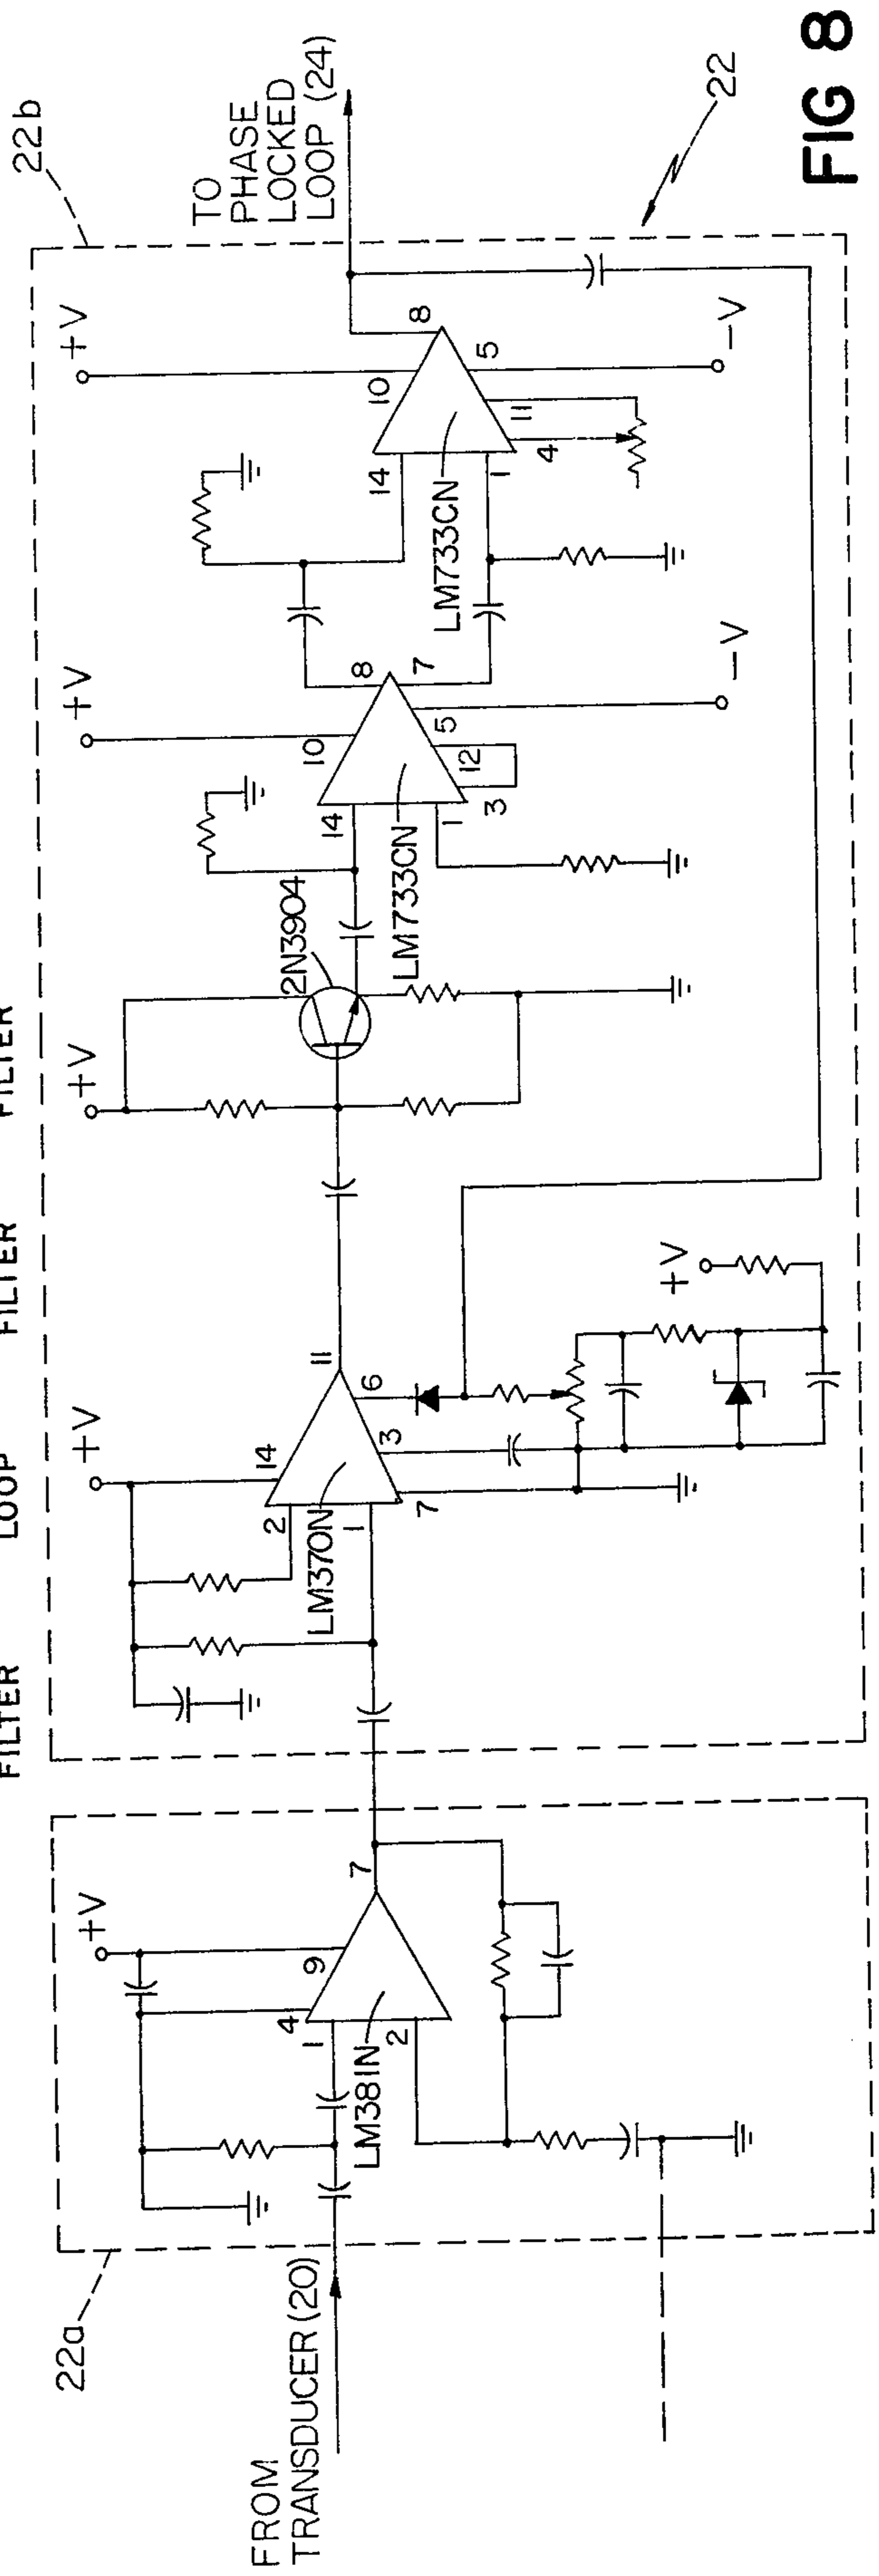 FILTER LOOP FILTER FILTER
22a
FROM
TRANSDUCER (20)
+V
4
9
1
2
7
LM381N
22b
+V
2
14
1
LM370N
7
3
6
11
+V
+V
2N3904
+V
14
10
8
1
LM733CN
3
12
5
7
-V
+V
14
10
8
1
LM733CN
4
11
5
-V
TO
PHASE
LOCKED
LOOP (24)
22
FIG 8